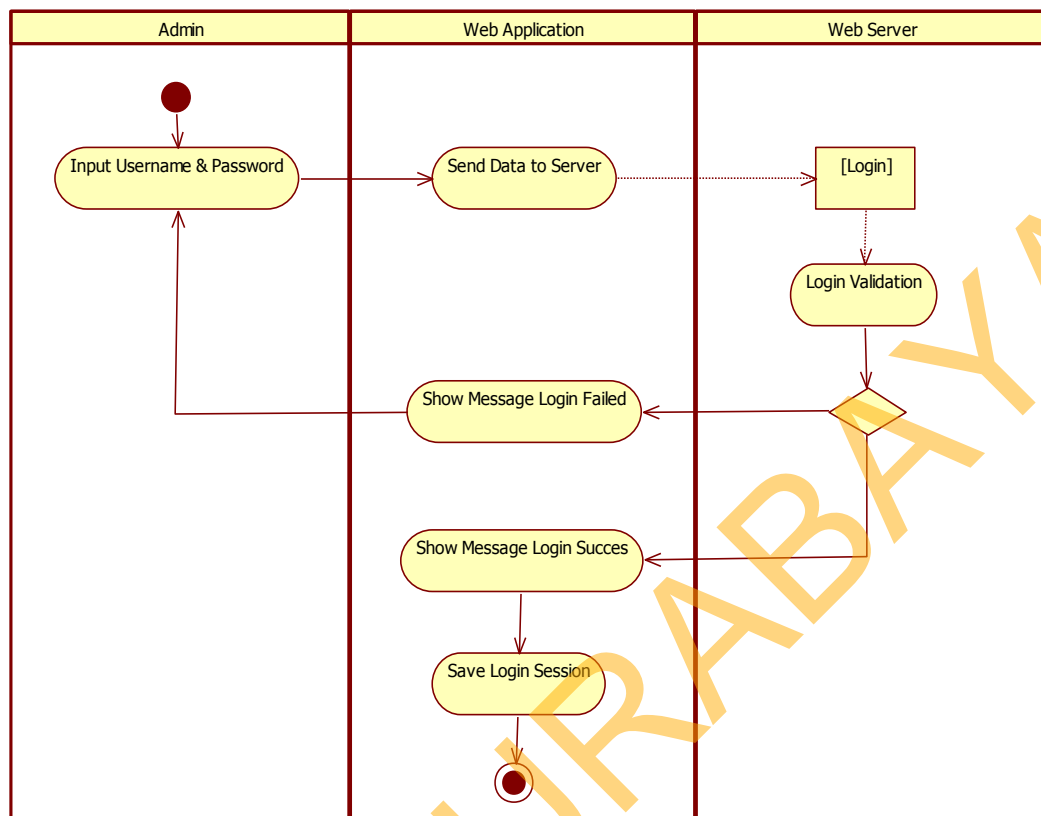 Admin
Web Application
Web Server
Input Username & Password
Send Data to Server
[Login]
Login Validation
Show Message Login Failed
Show Message Login Succes
Save Login Session
URABAYA